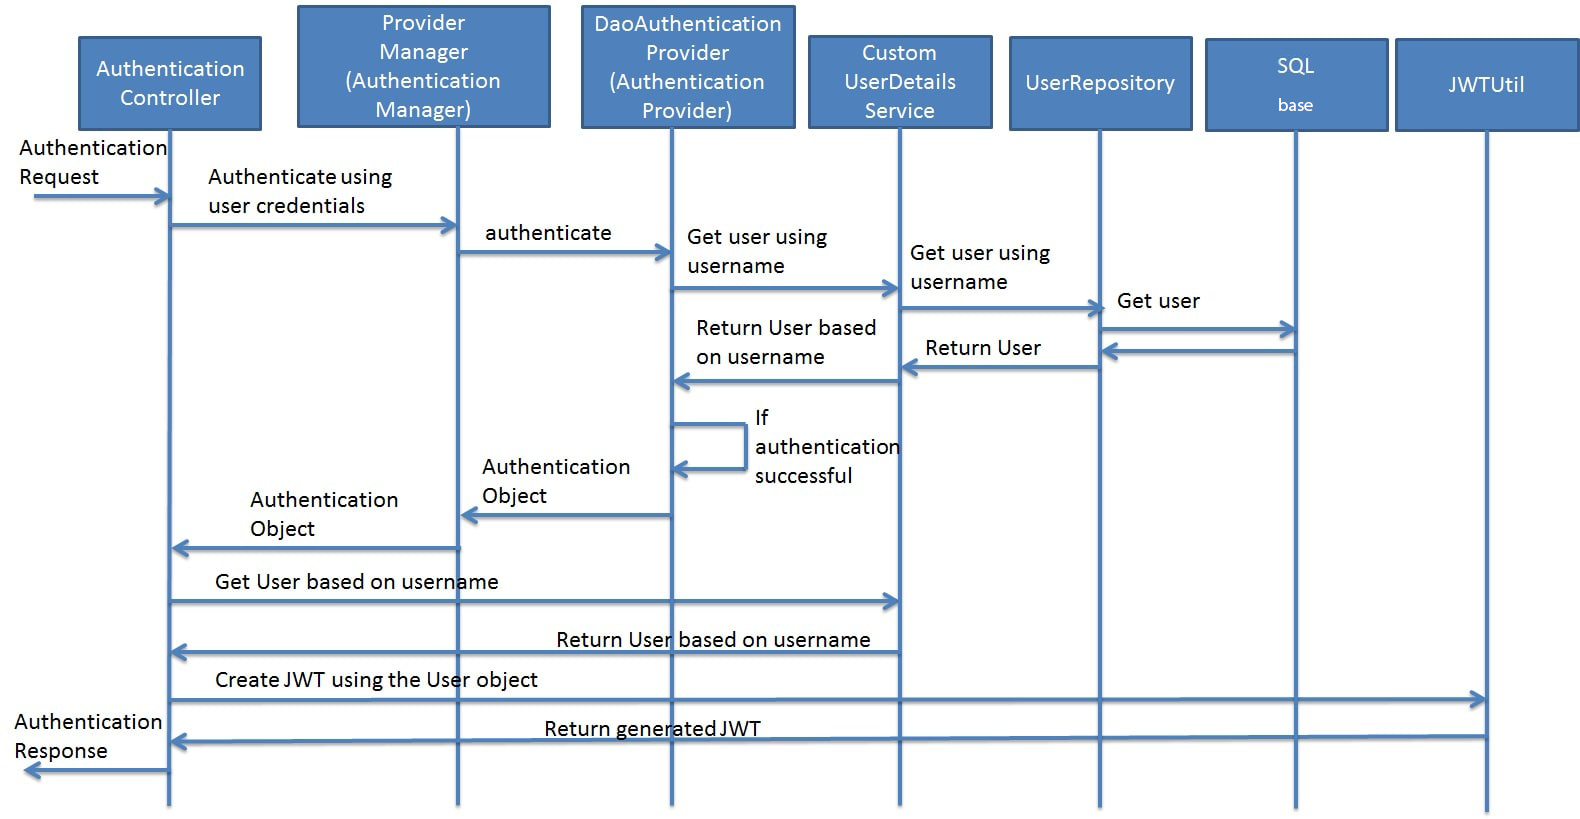 Authentication
Controller
Provider
Manager
(Authentication
Manager)
DaoAuthentication
Provider
(Authentication
Provider)
Custom
UserDetails
Service
UserRepository
SQL
base
JWTUtil
Authentication
Request
Authenticate using
user credentials
authenticate
Get user using
username
Get user using
username
Get user
Return User based
on username
Return User
If
authentication
successful
Authentication
Object
Authentication
Object
Get User based on username
Return User based on username
Create JWT using the User object
Authentication
Response
Return generated JWT